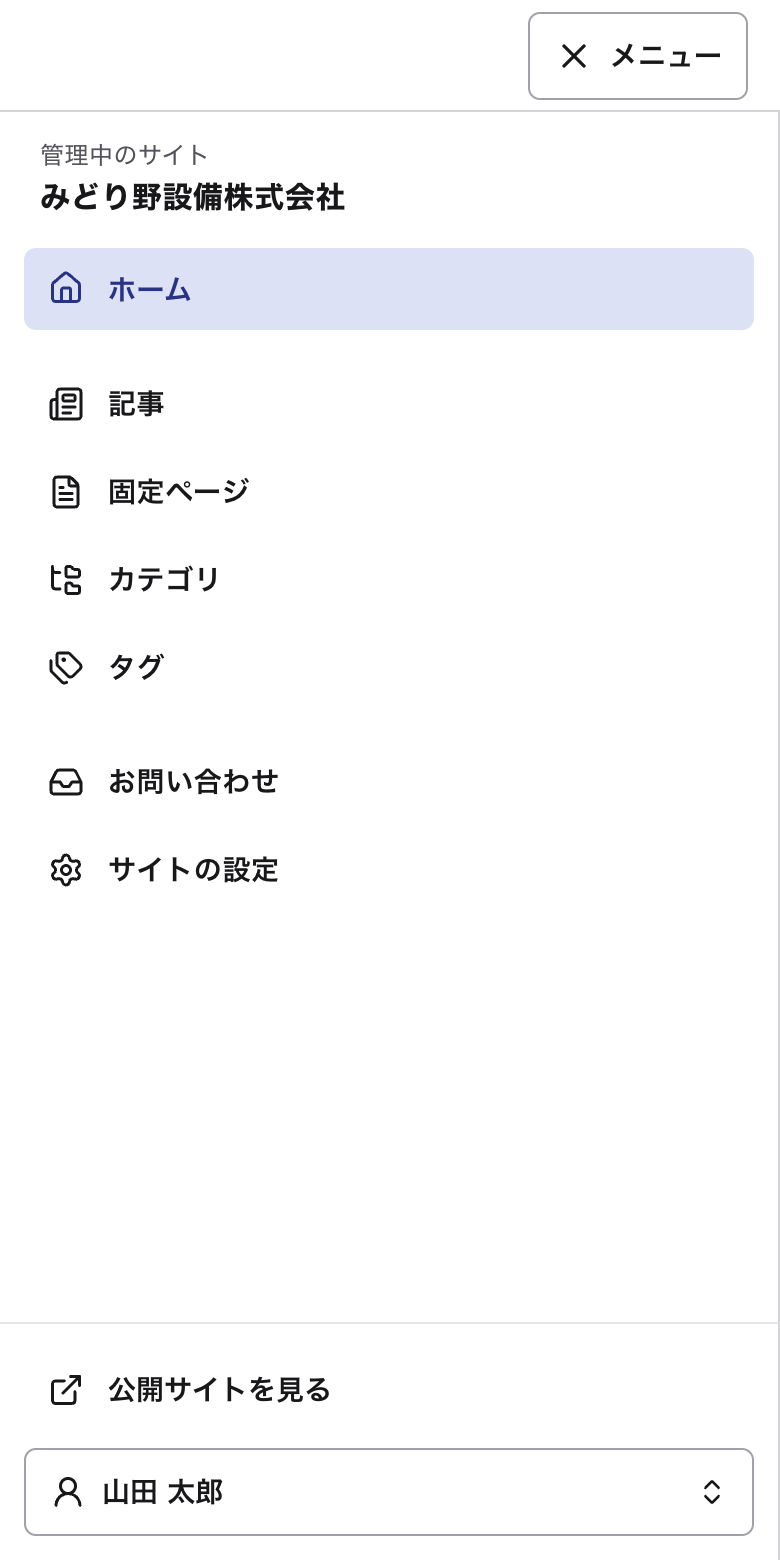 メニュー
管理中のサイト
みどり野設備株式会社
ホーム
記事
固定ページ
カテゴリ
タグ
お問い合わせ
サイトの設定
公開サイトを見る
山田 太郎